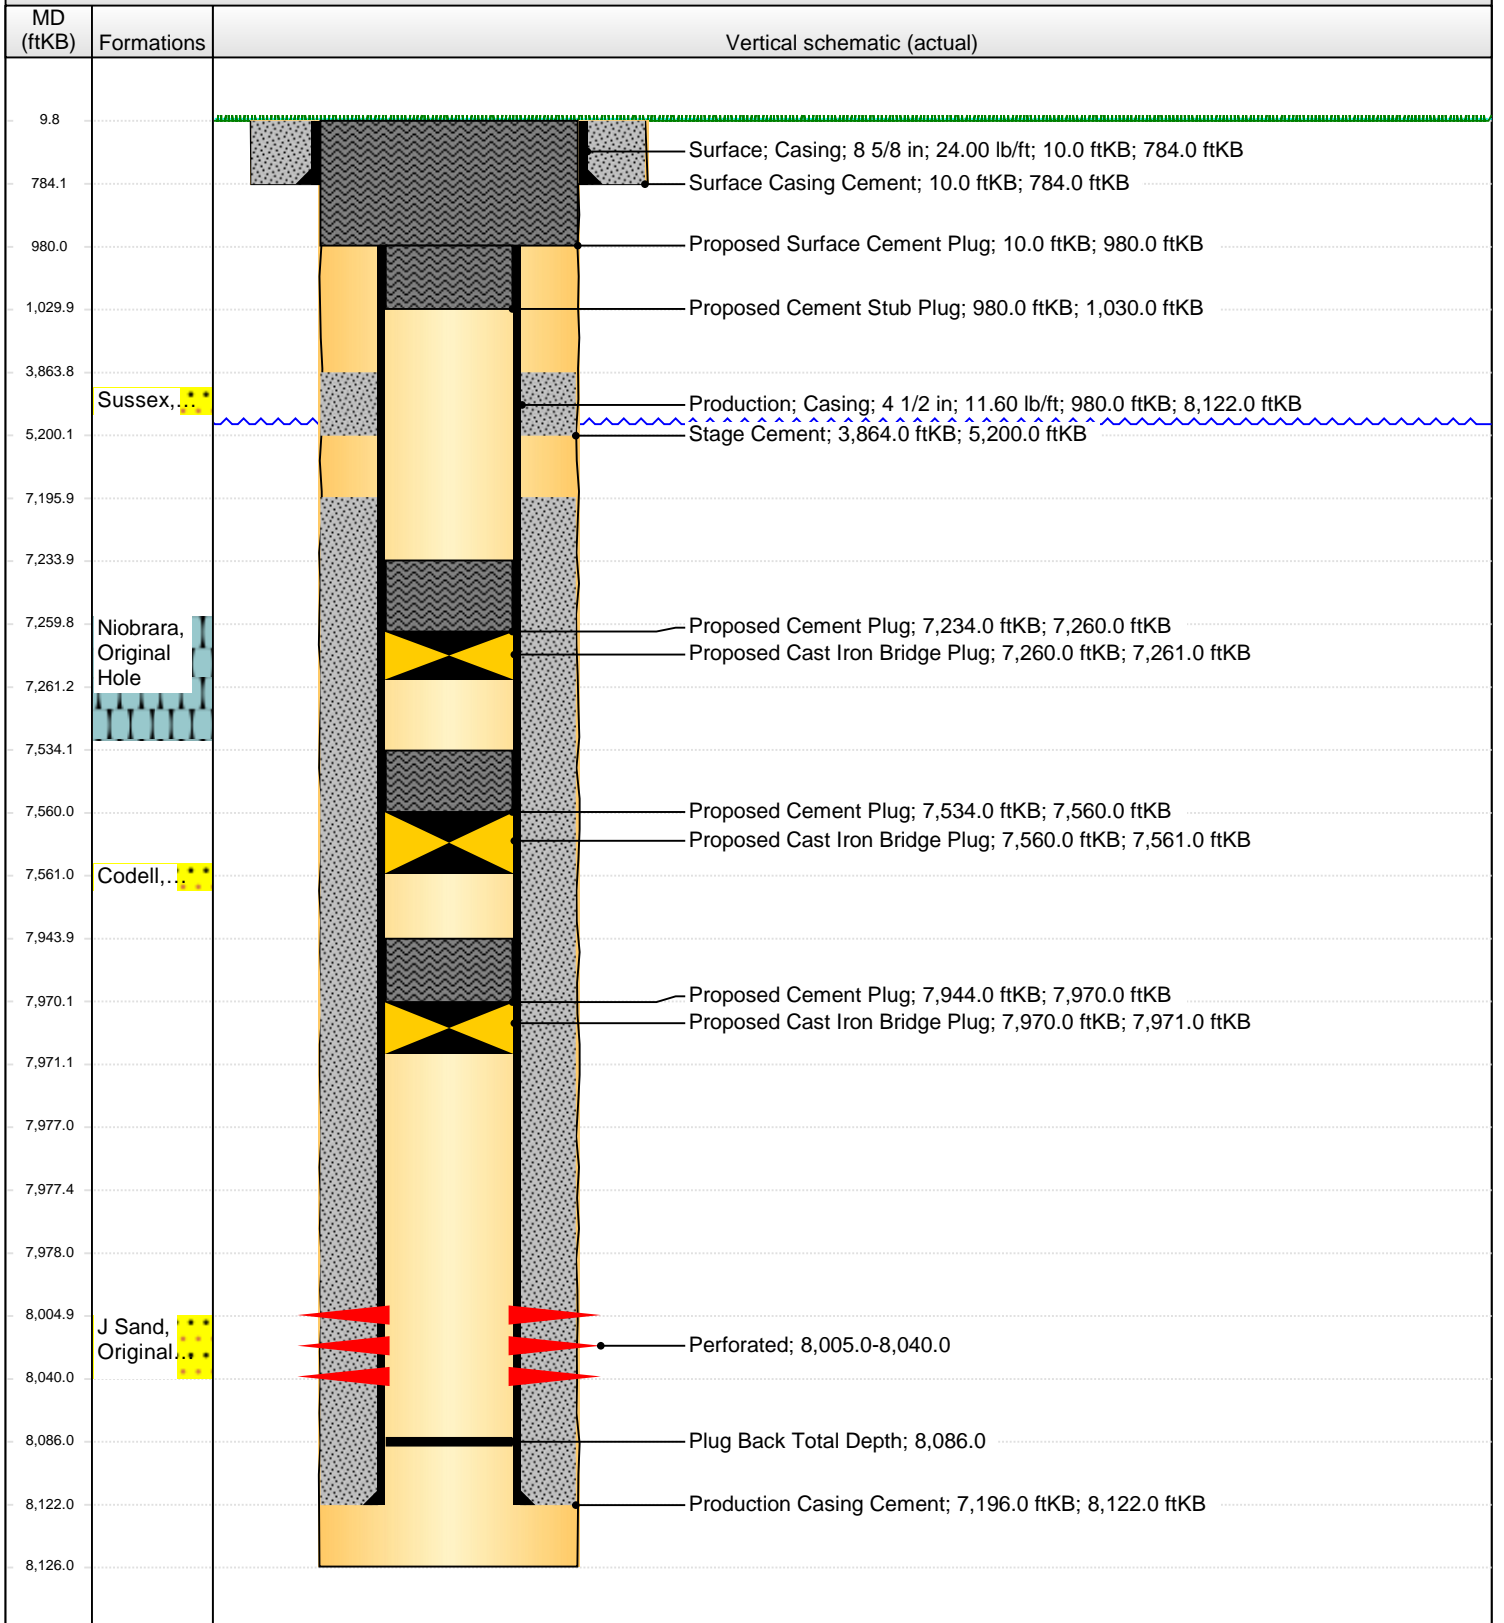 MD
(ftKB)
Formations
Vertical schematic (actual)
9.8
Surface; Casing; 8 5/8 in; 24.00 lb/ft; 10.0 ftKB; 784.0 ftKB
784.1
Surface Casing Cement; 10.0 ftKB; 784.0 ftKB
980.0
Proposed Surface Cement Plug; 10.0 ftKB; 980.0 ftKB
1,029.9
Proposed Cement Stub Plug; 980.0 ftKB; 1,030.0 ftKB
3,863.8
Sussex,...
Production; Casing; 4 1/2 in; 11.60 lb/ft; 980.0 ftKB; 8,122.0 ftKB
5,200.1
Stage Cement; 3,864.0 ftKB; 5,200.0 ftKB
7,195.9
7,233.9
7,259.8
Niobrara,
Original
Hole
Proposed Cement Plug; 7,234.0 ftKB; 7,260.0 ftKB
Proposed Cast Iron Bridge Plug; 7,260.0 ftKB; 7,261.0 ftKB
7,261.2
7,534.1
7,560.0
Proposed Cement Plug; 7,534.0 ftKB; 7,560.0 ftKB
Proposed Cast Iron Bridge Plug; 7,560.0 ftKB; 7,561.0 ftKB
7,561.0
Codell,...
7,943.9
7,970.1
Proposed Cement Plug; 7,944.0 ftKB; 7,970.0 ftKB
Proposed Cast Iron Bridge Plug; 7,970.0 ftKB; 7,971.0 ftKB
7,971.1
7,977.0
7,977.4
7,978.0
8,004.9
J Sand,
Original...
Perforated; 8,005.0-8,040.0
8,040.0
8,086.0
Plug Back Total Depth; 8,086.0
8,122.0
Production Casing Cement; 7,196.0 ftKB; 8,122.0 ftKB
8,126.0